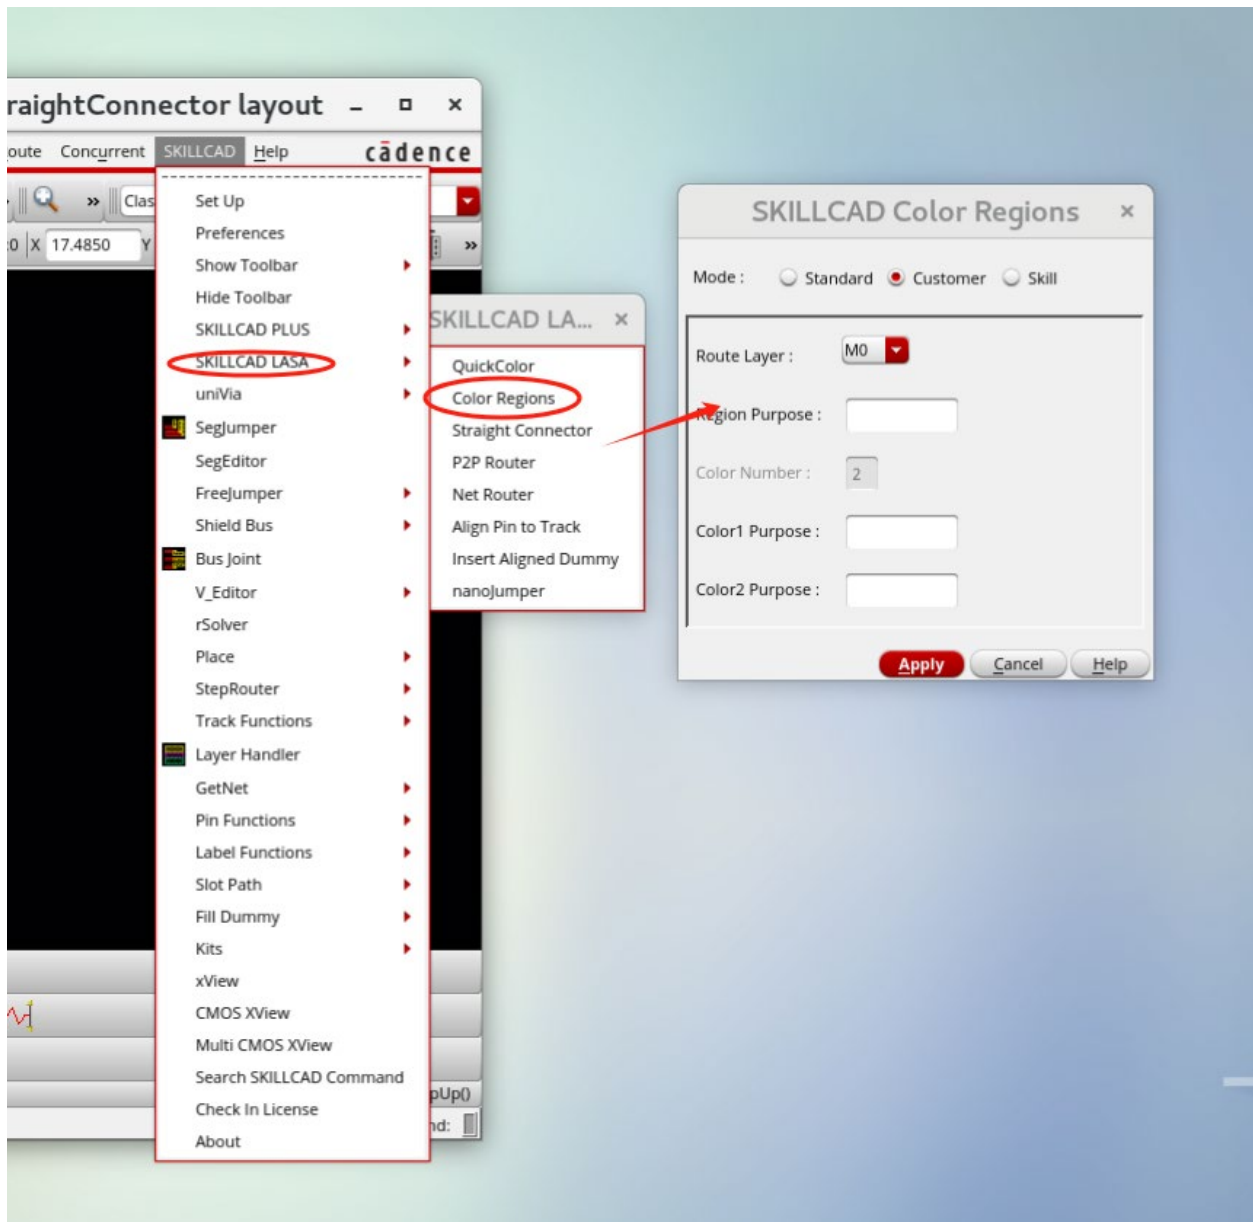 raightConnector layout
oute Concurrent SKILLCAD Help cādence
» Clas
:0 X 17.4850 Y »
Set Up
Preferences
Show Toolbar
Hide Toolbar
SKILLCAD PLUS
SKILLCAD LASA
uniVia
SegJumper
SegEditor
FreeJumper
Shield Bus
Bus Joint
V_Editor
rSolver
Place
StepRouter
Track Functions
Layer Handler
GetNet
Pin Functions
Label Functions
Slot Path
Fill Dummy
Kits
xView
CMOS XView
Multi CMOS XView
Search SKILLCAD Command
Check In License
About
pUp()
nd:
SKILLCAD LA...
QuickColor
Color Regions
Straight Connector
P2P Router
Net Router
Align Pin to Track
Insert Aligned Dummy
nanoJumper
SKILLCAD Color Regions
Mode : Standard Customer Skill
Route Layer : M0
Region Purpose :
Color Number : 2
Color1 Purpose :
Color2 Purpose :
Apply Cancel Help